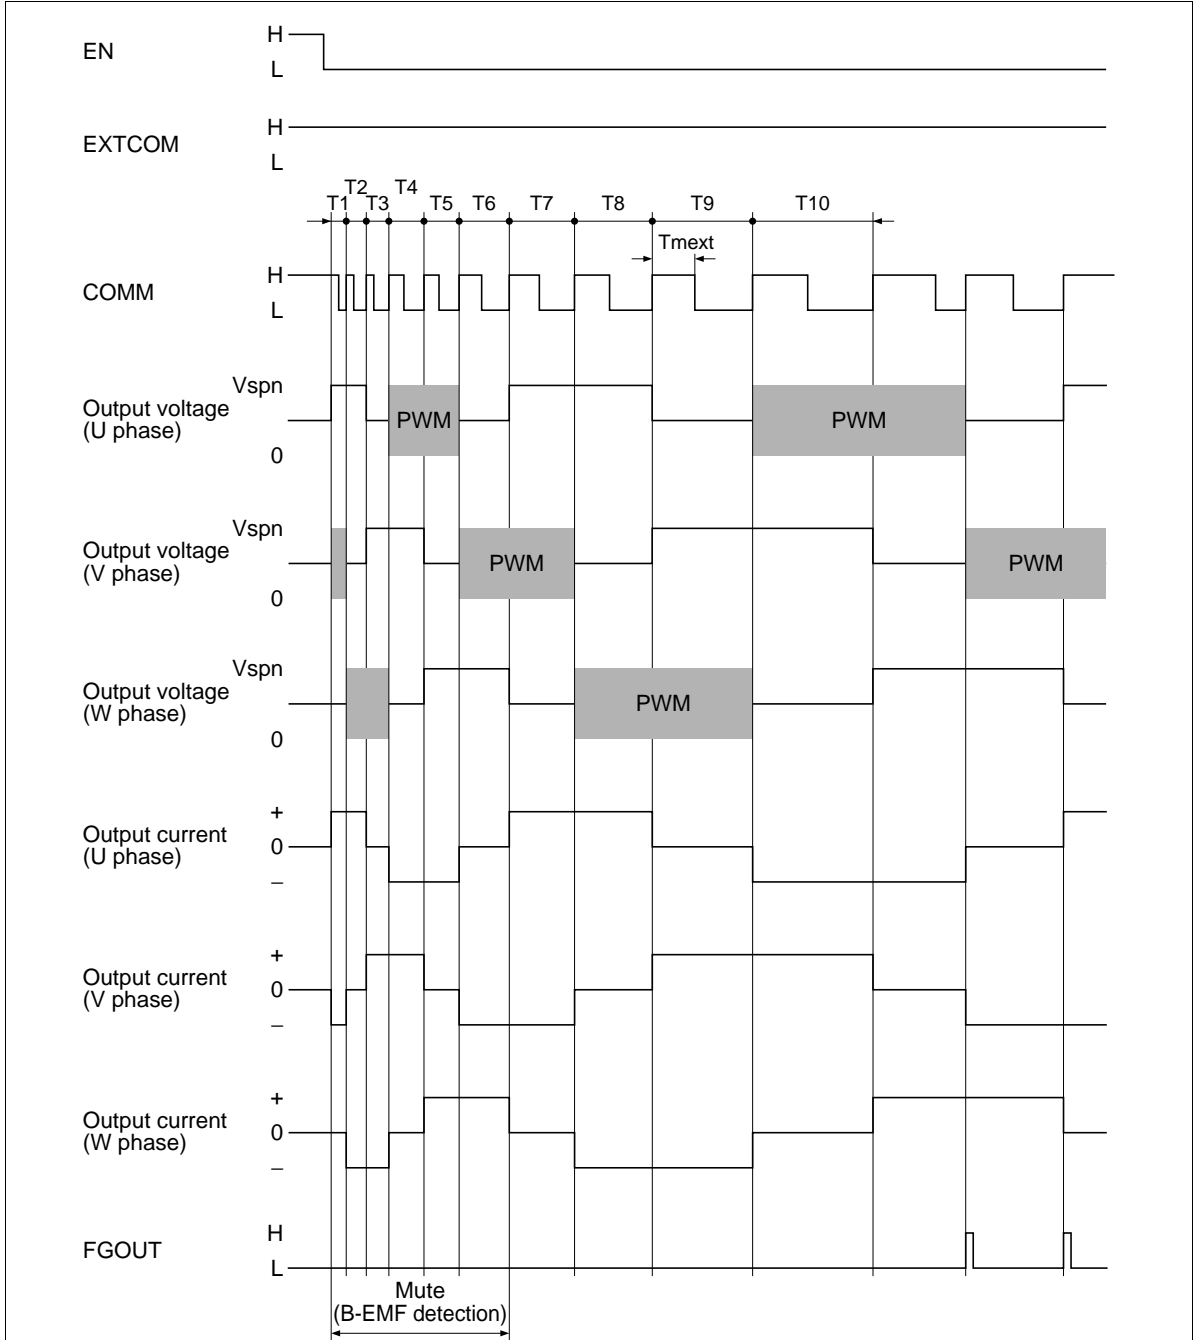 EN
H
L
EXTCOM
H
L
T1 T2 T3 T4 T5 T6 T7 T8 T9 T10
Tmext
COMM
H
L
Output voltage
(U phase)
Vspn
0
PWM
PWM
Output voltage
(V phase)
Vspn
0
PWM
PWM
Output voltage
(W phase)
Vspn
0
PWM
Output current
(U phase)
+
0
–
Output current
(V phase)
+
0
–
Output current
(W phase)
+
0
–
FGOUT
H
L
Mute
(B-EMF detection)